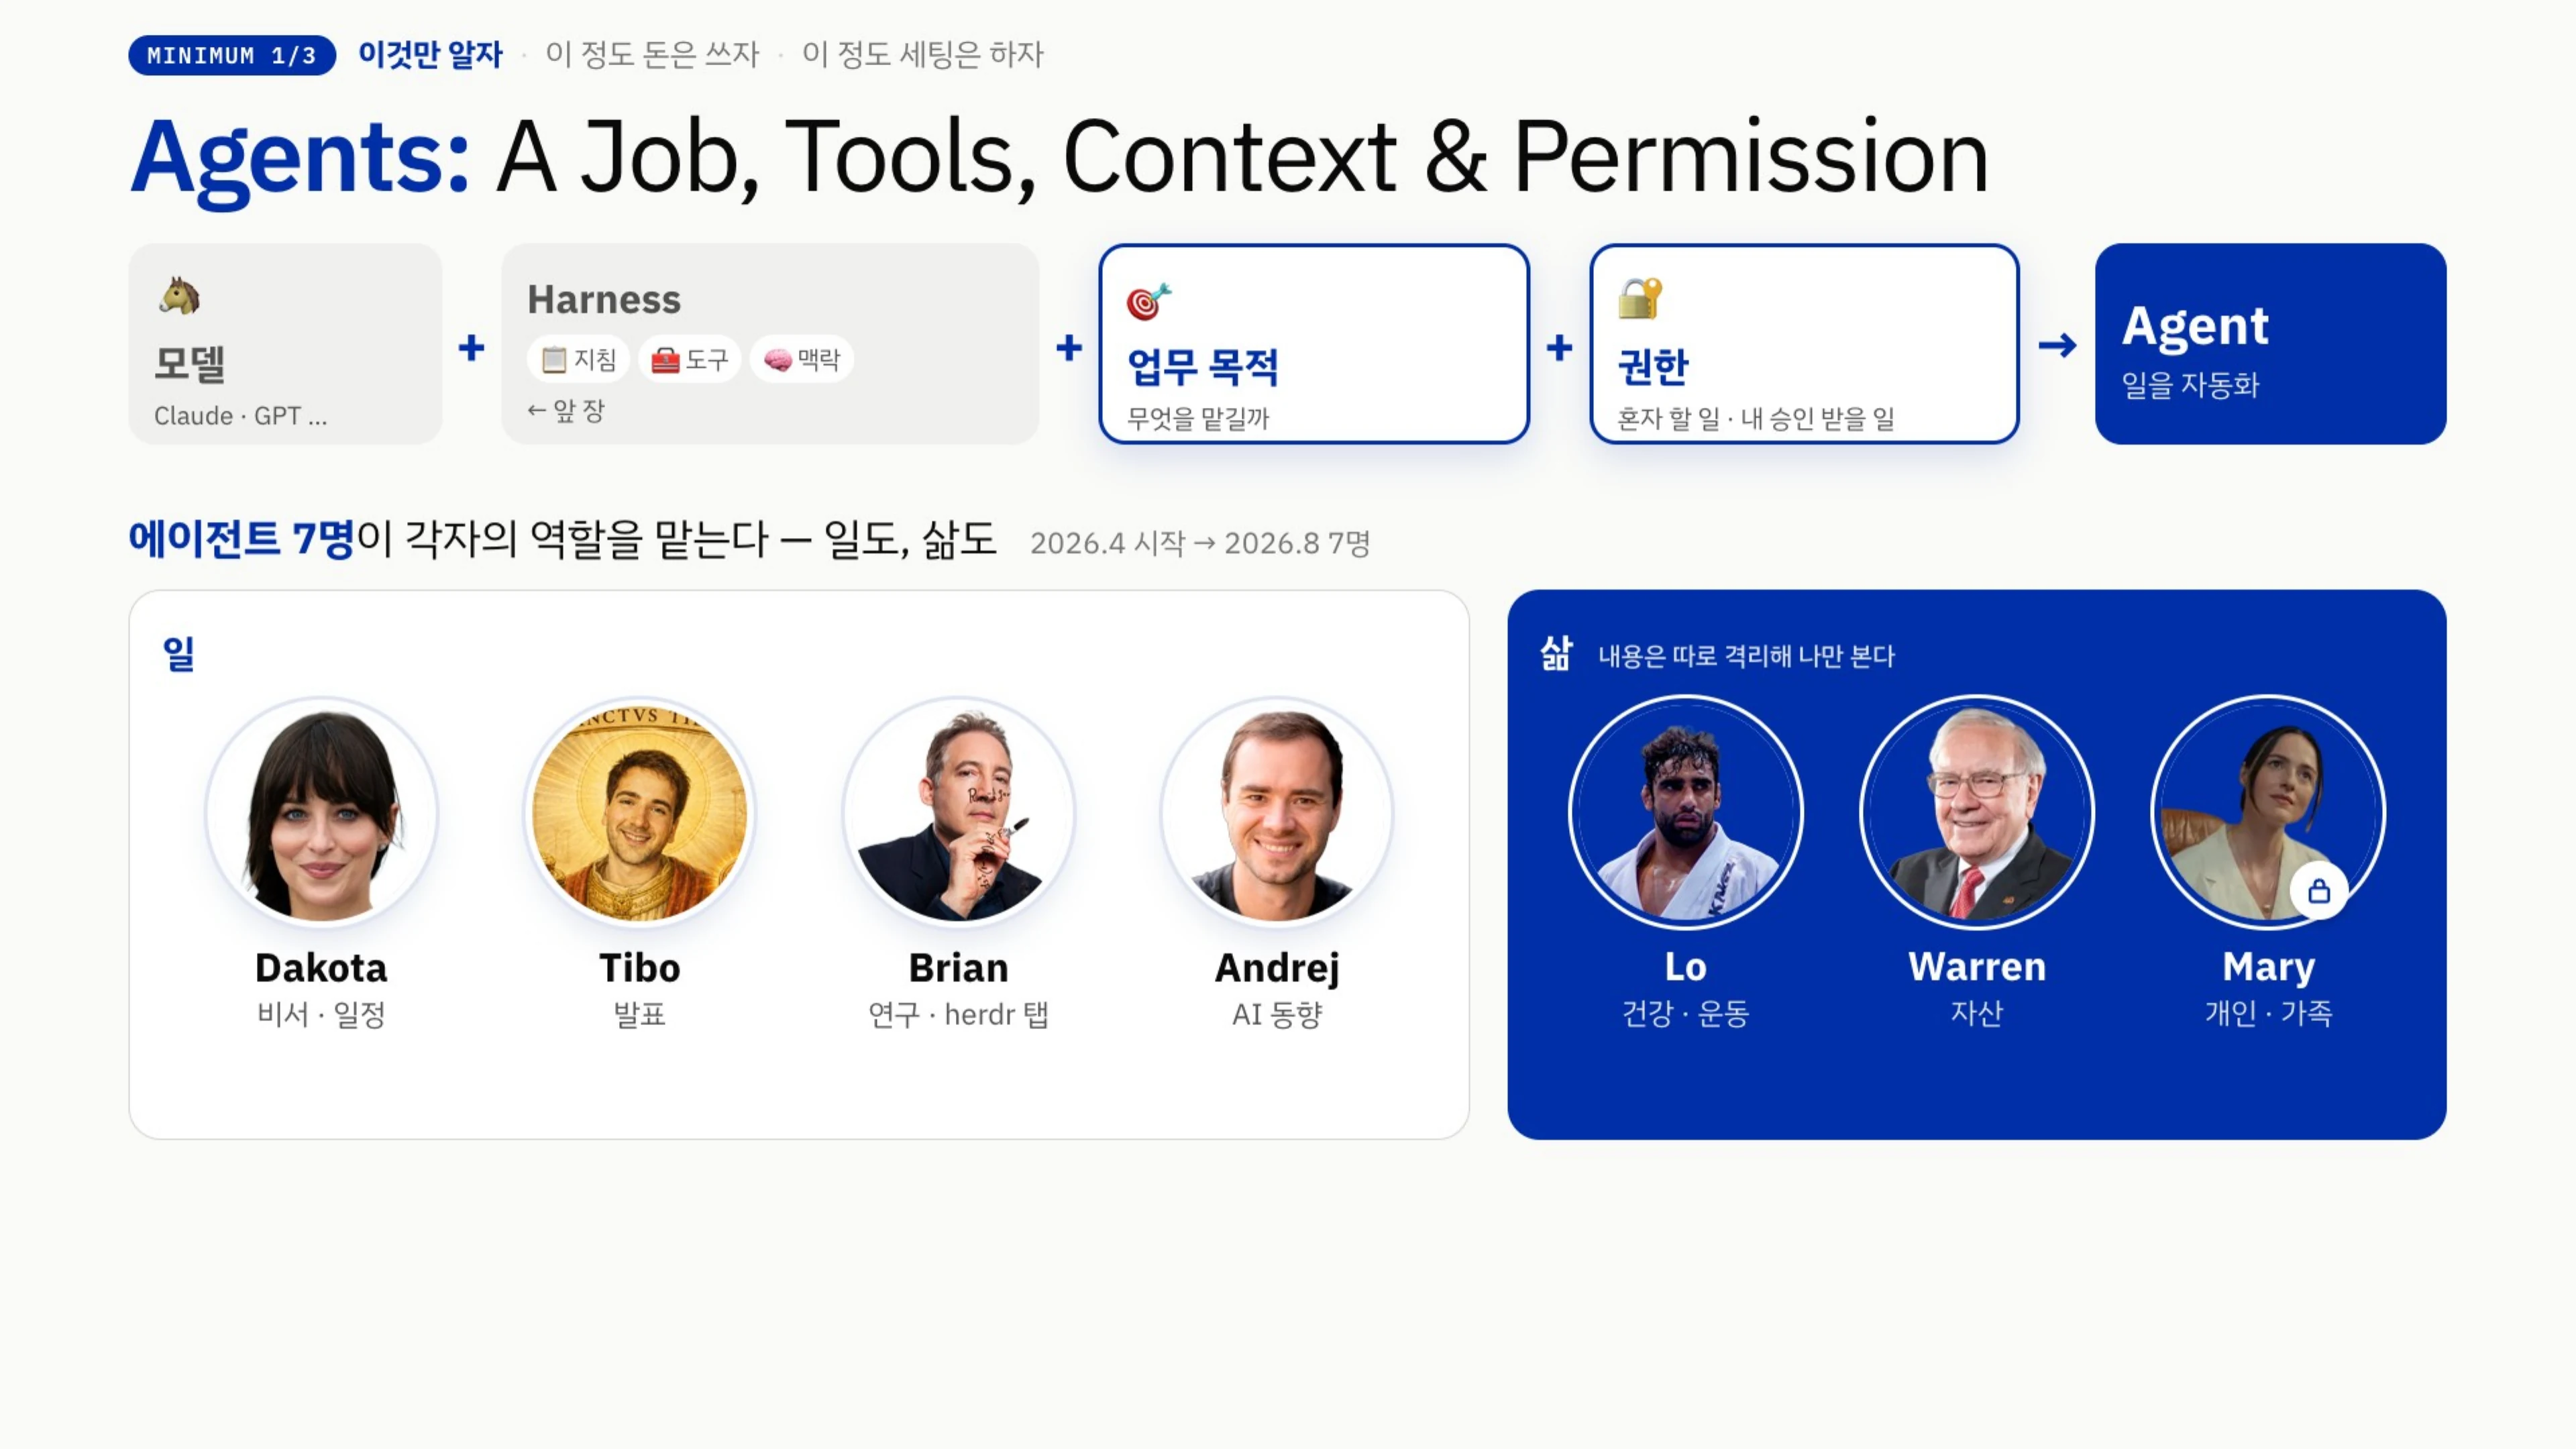 MINIMUM 1/3 이것만 알자 · 이 정도 돈은 쓰자 · 이 정도 세팅은 하자
Agents: A Job, Tools, Context & Permission
모델
Claude · GPT ...
+
Harness
지침 도구 맥락
← 앞 장
+
업무 목적
무엇을 맡길까
+
권한
혼자 할 일 · 내 승인 받을 일
→
Agent
일을 자동화
에이전트 7명이 각자의 역할을 맡는다 — 일도, 삶도 2026.4 시작 → 2026.8 7명
일
Dakota
비서 · 일정
Tibo
발표
Brian
연구 · herdr 탭
Andrej
AI 동향
삶 내용은 따로 격리해 나만 본다
Lo
건강 · 운동
Warren
자산
Mary
개인 · 가족